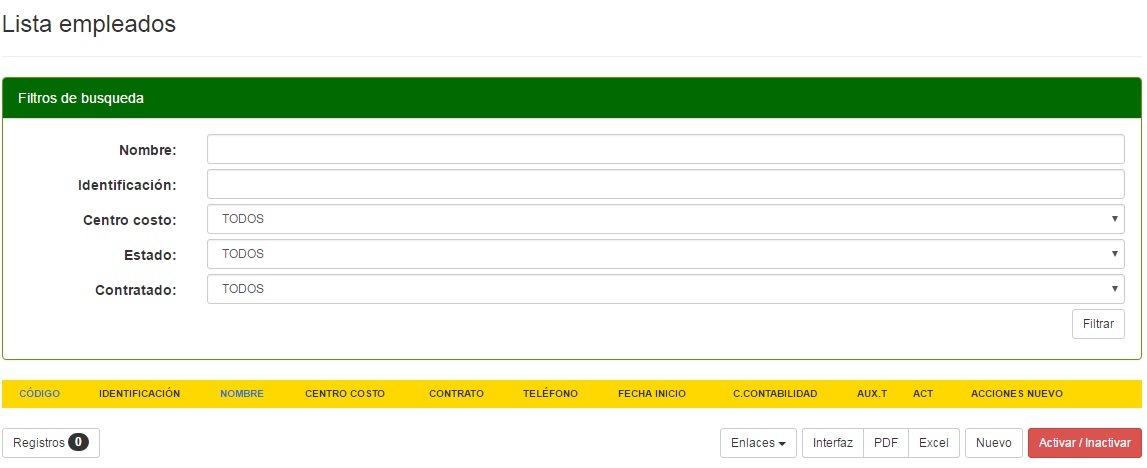 Lista empleados
Filtros de busqueda
Nombre:
Identificación:
Centro costo: TODOS
Estado: TODOS
Contratado: TODOS
Filtrar
CÓDIGO IDENTIFICACIÓN NOMBRE CENTRO COSTO CONTRATO TELÉFONO FECHA INICIO C.CONTABILIDAD AUX.T ACT ACCIONES NUEVO
Registros 0 Enlaces Interfaz PDF Excel Nuevo Activar / Inactivar